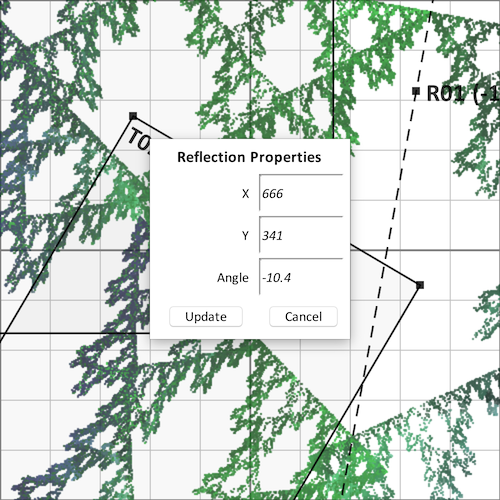 R01 (-1
T0
Reflection Properties
X 666
Y 341
Angle -10.4
Update Cancel